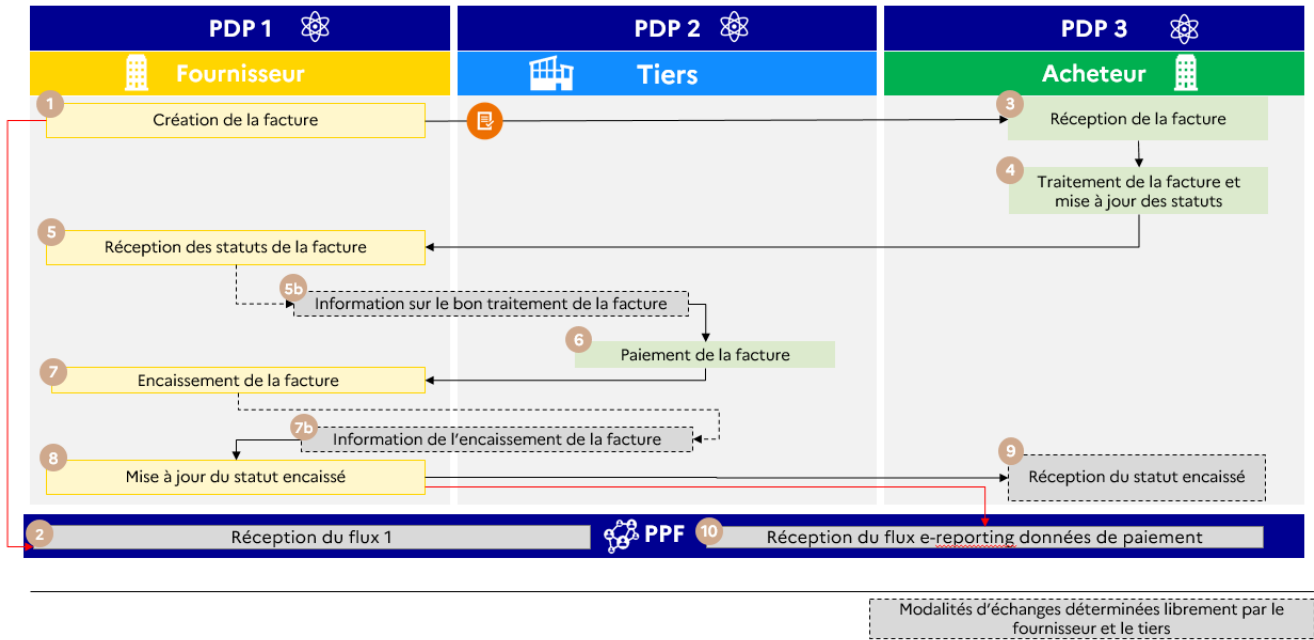 PDP 1
PDP 2
PDP 3
Fournisseur
Tiers
Acheteur
1
Création de la facture
3
Réception de la facture
4
Traitement de la facture et
mise à jour des statuts
5
Réception des statuts de la facture
5b
Information sur le bon traitement de la facture
6
Paiement de la facture
7
Encaissement de la facture
7b
Information de l'encaissement de la facture
8
Mise à jour du statut encaissé
9
Réception du statut encaissé
2
Réception du flux 1
PPF
10
Réception du flux e-reporting données de paiement
Modalités d'échanges déterminées librement par le
fournisseur et le tiers